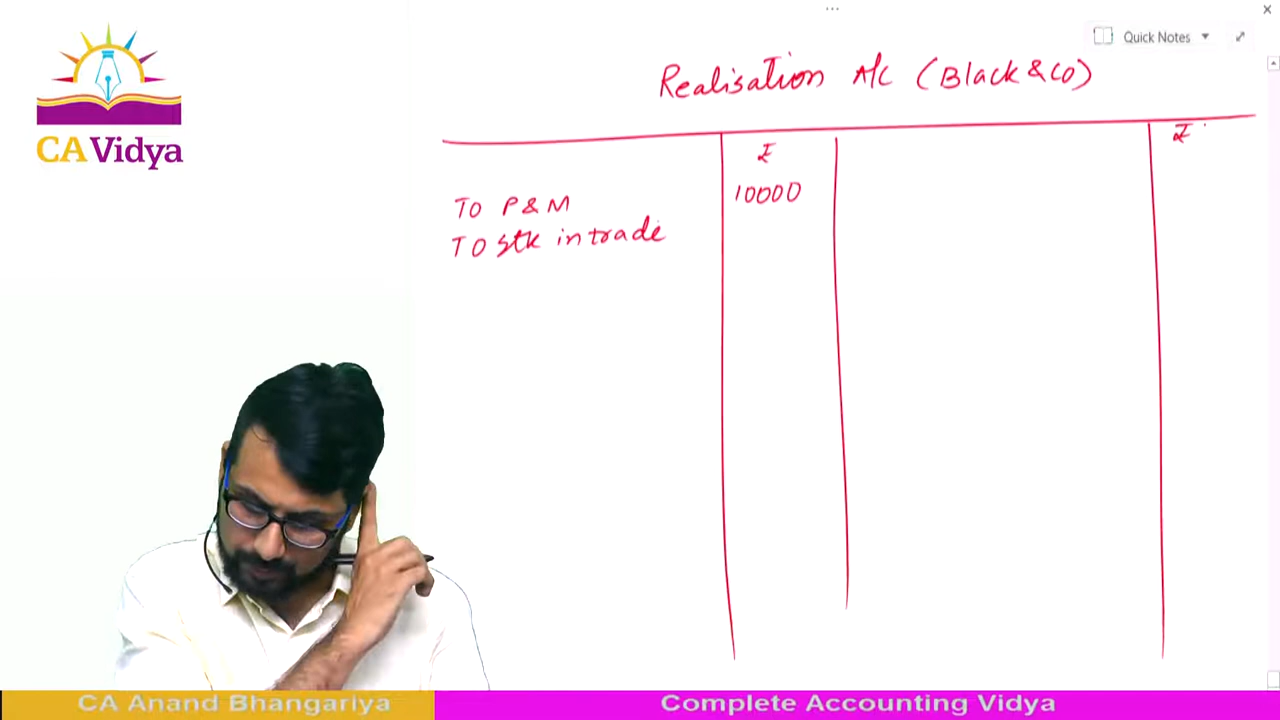 CA Vidya
...
Quick Notes
Realisation A/c (Black & Co)
₹
₹
To P & M
10000
To Stk in trade
CA Anand Bhangariya
Complete Accounting Vidya